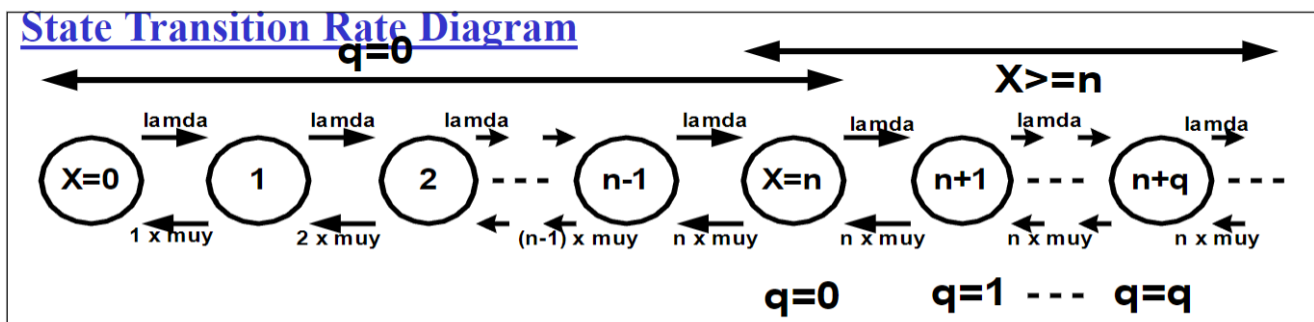 State Transition Rate Diagram
q=0
X>=n
lamda lamda lamda lamda lamda lamda lamda
X=0 1 2 - - - n-1 X=n n+1 - - - - n+q - - - -
1 x muy 2 x muy (n-1) x muy n x muy n x muy n x muy n x muy
q=0 q=1 - - - q=q